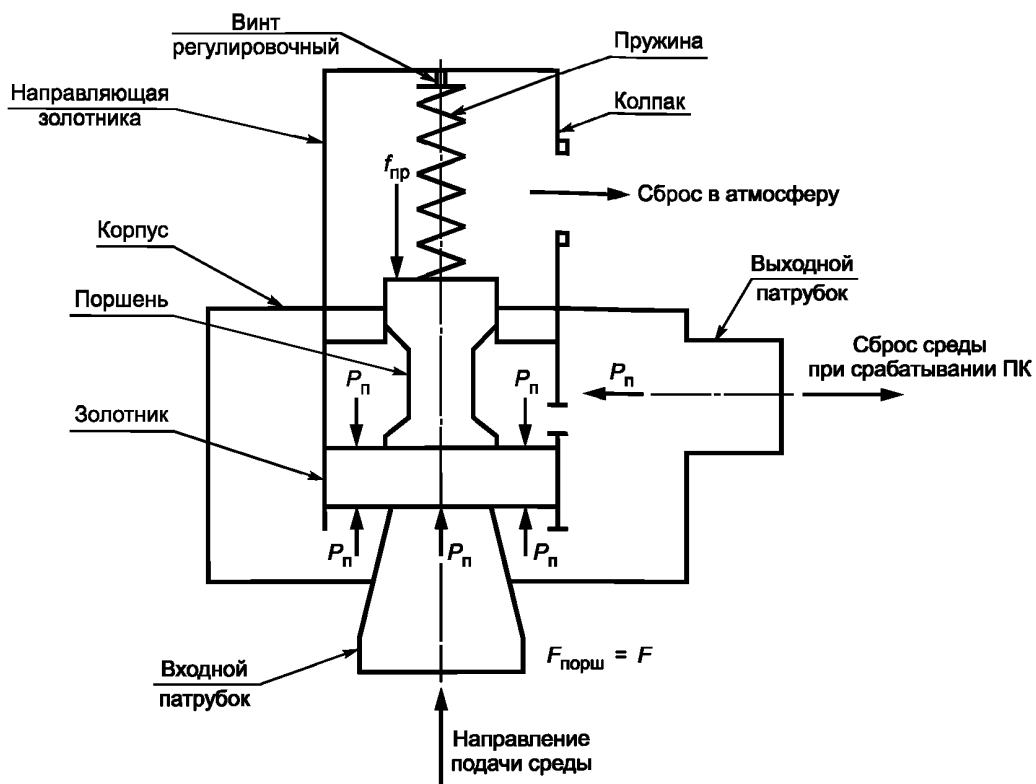 Винт
регулировочный
Пружина
Направляющая
золотника
Колпак
fпр
Сброс в атмосферу
Корпус
Выходной
патрубок
Поршень
Сброс среды
при срабатывании ПК
Pп
Pп
Pп
Золотник
Pп
Pп
Pп
Входной
патрубок
Fпорш = F
Направление
подачи среды